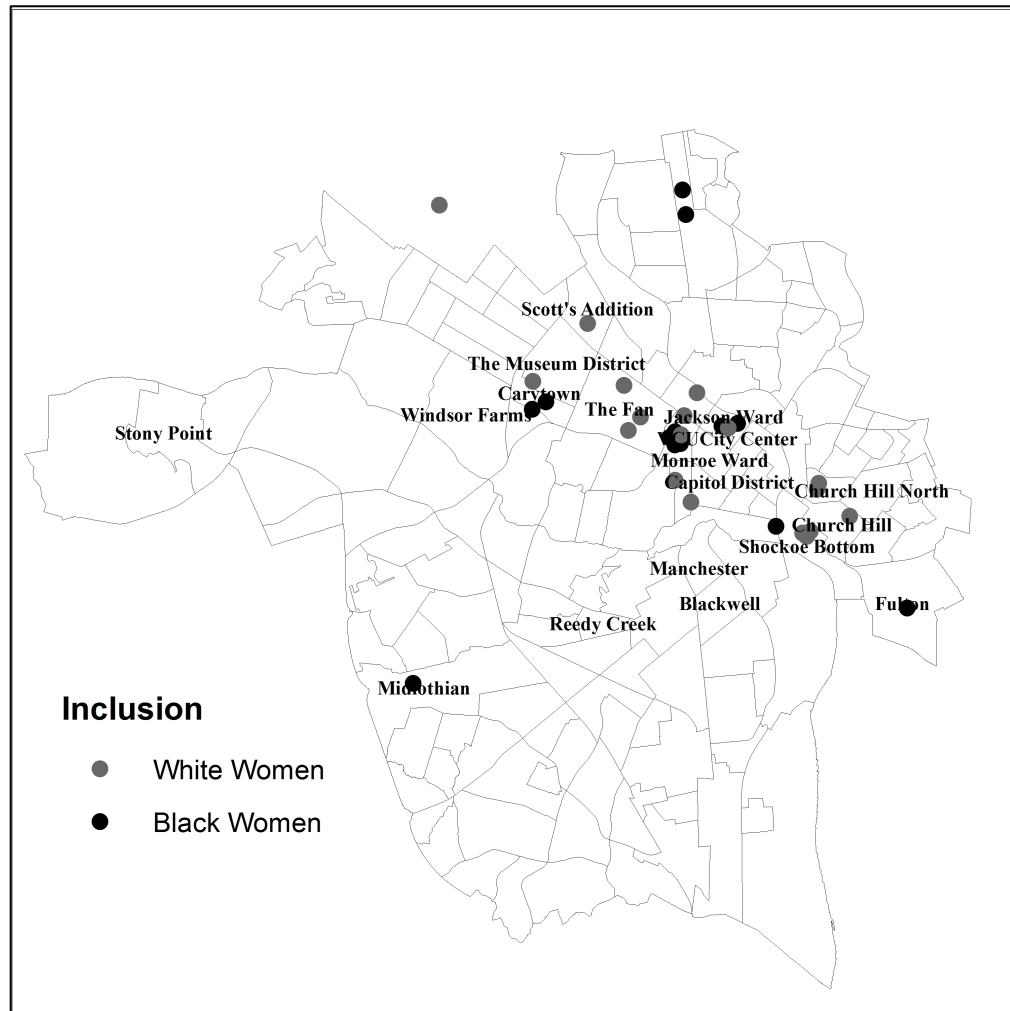 Scott's Addition
The Museum District
Carytown
Windsor Farms
The Fan
Jackson Ward
Stony Point
VCU
City Center
Monroe Ward
Capitol District
Church Hill North
Church Hill
Shockoe Bottom
Manchester
Blackwell
Fulton
Reedy Creek
Midlothian
Inclusion
White Women
Black Women